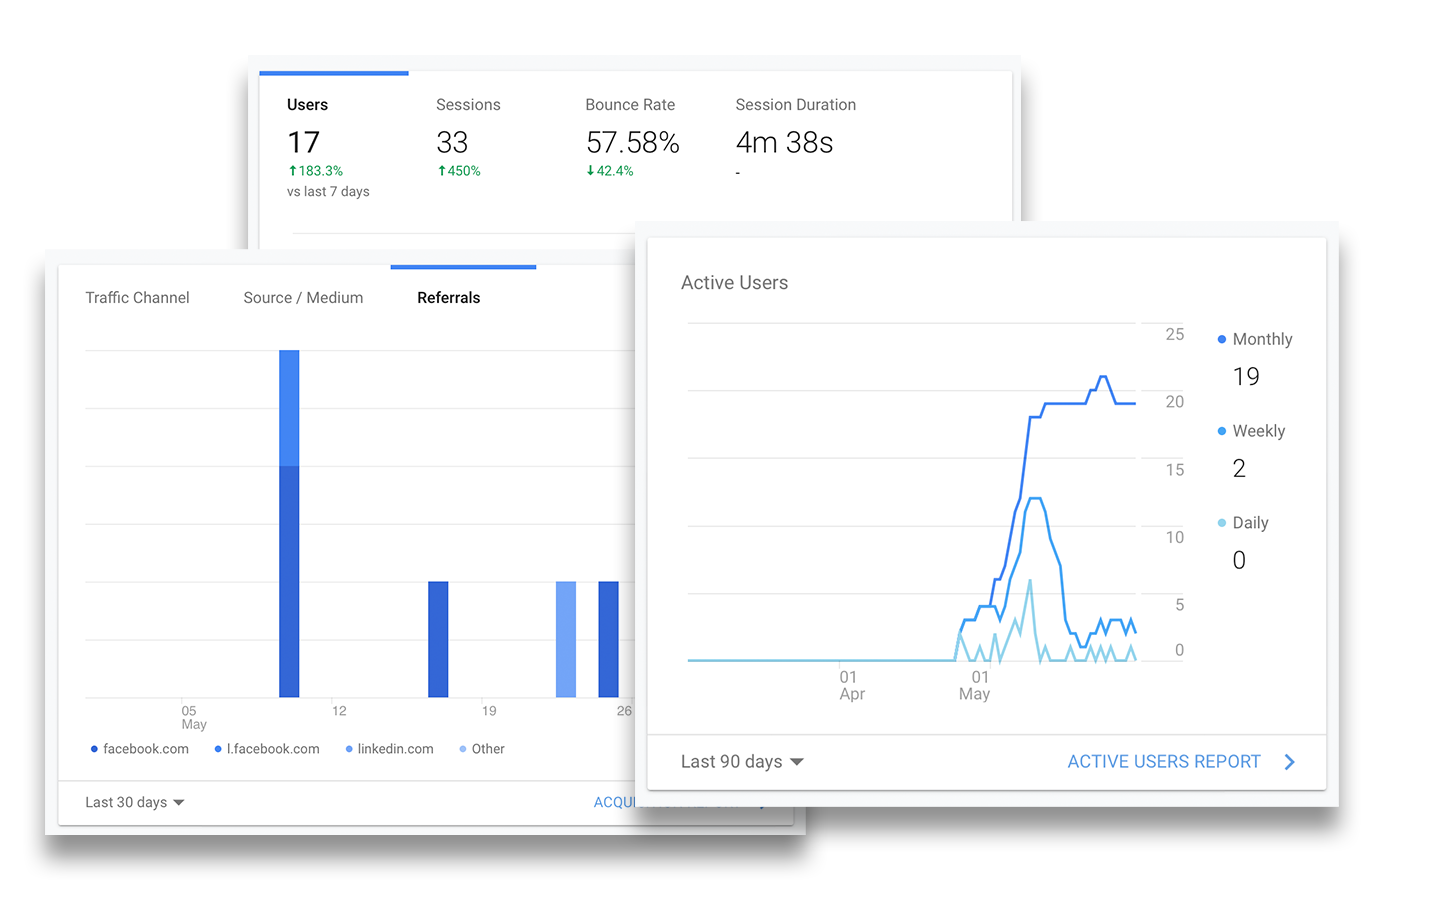 Users
17
↑183.3%
vs last 7 days
Sessions
33
↑450%
Bounce Rate
57.58%
↓42.4%
Session Duration
4m 38s
-
Traffic Channel
Source / Medium
Referrals
05
May
12
19
26
facebook.com
l.facebook.com
linkedin.com
Other
Last 30 days
Active Users
25
20
15
10
5
0
01
Apr
01
May
Monthly
19
Weekly
2
Daily
0
Last 90 days
ACTIVE USERS REPORT